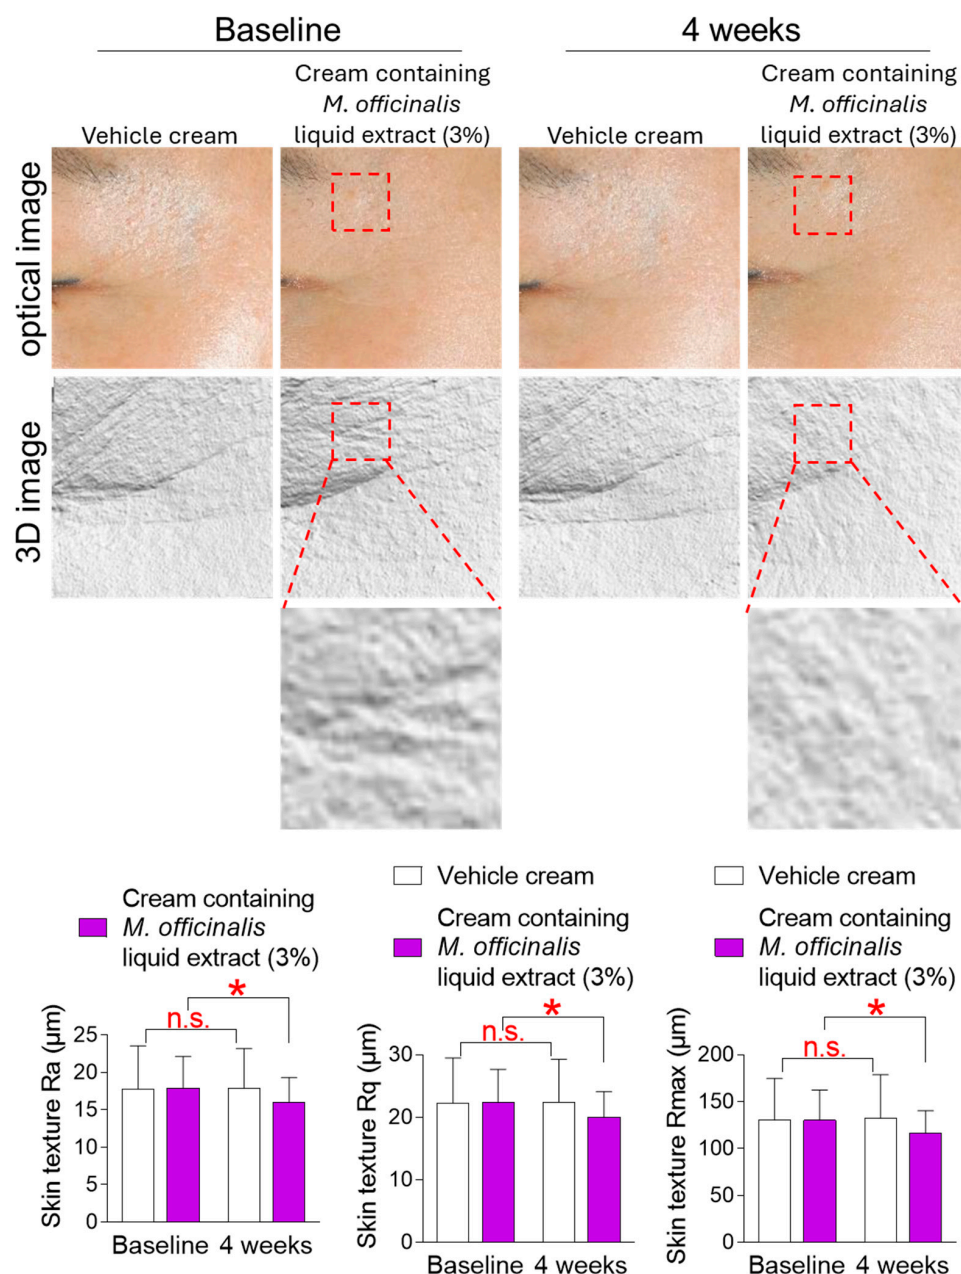 Baseline
4 weeks
Vehicle cream
Cream containing
M. officinalis
liquid extract (3%)
Vehicle cream
Cream containing
M. officinalis
liquid extract (3%)
optical image
3D image
Cream containing
M. officinalis
liquid extract (3%)
*
n.s.
Skin texture Ra (μm)
25
20
15
10
5
0
Baseline 4 weeks
Vehicle cream
Cream containing
M. officinalis
liquid extract (3%)
*
n.s.
Skin texture Rq (μm)
30
20
10
0
Baseline 4 weeks
Vehicle cream
Cream containing
M. officinalis
liquid extract (3%)
*
n.s.
Skin texture Rmax (μm)
200
150
100
50
0
Baseline 4 weeks